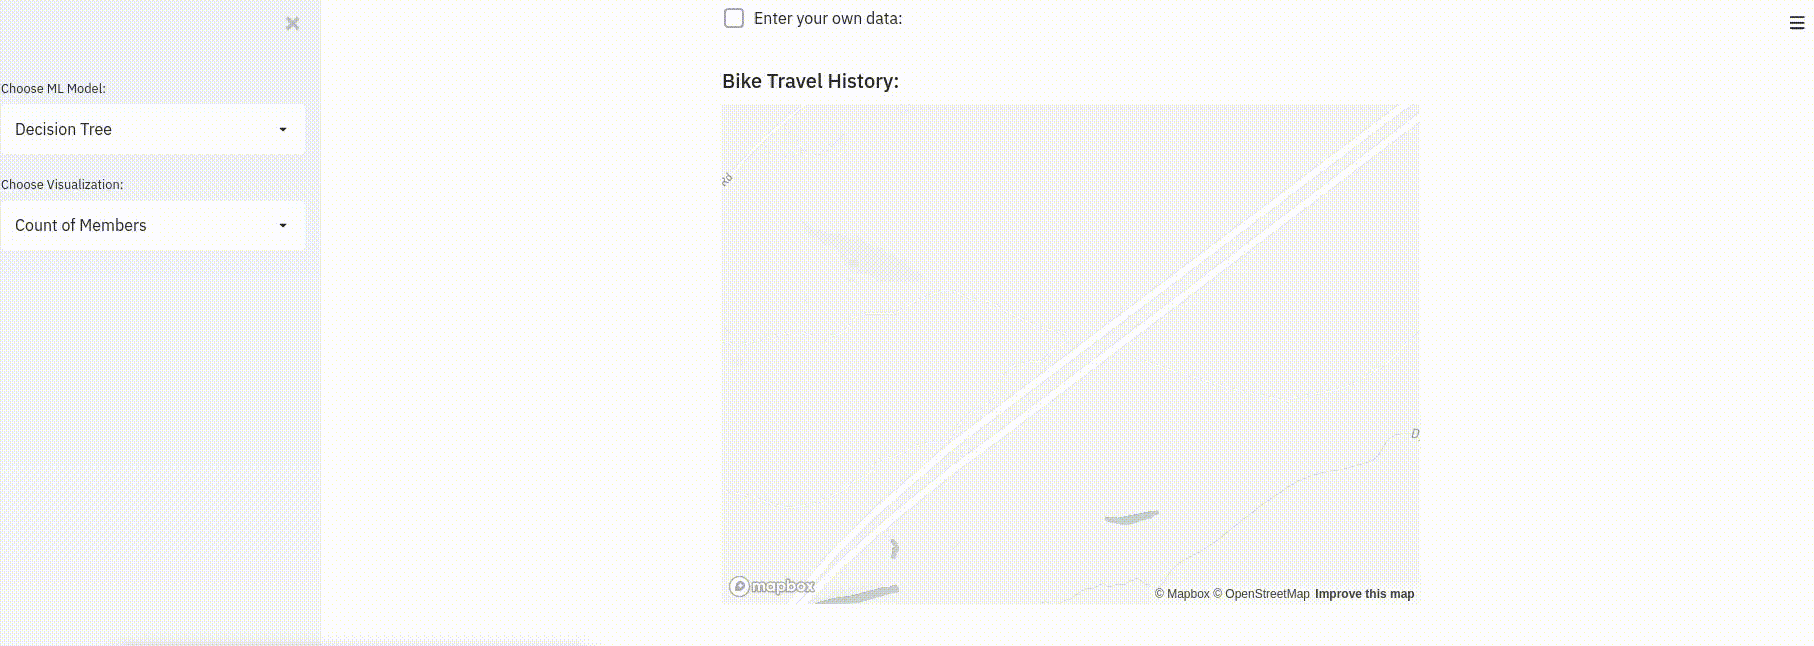 Enter your own data:
Choose ML Model:
Decision Tree
Choose Visualization:
Count of Members
Bike Travel History:
Rd
D
mapbox
© Mapbox © OpenStreetMap Improve this map